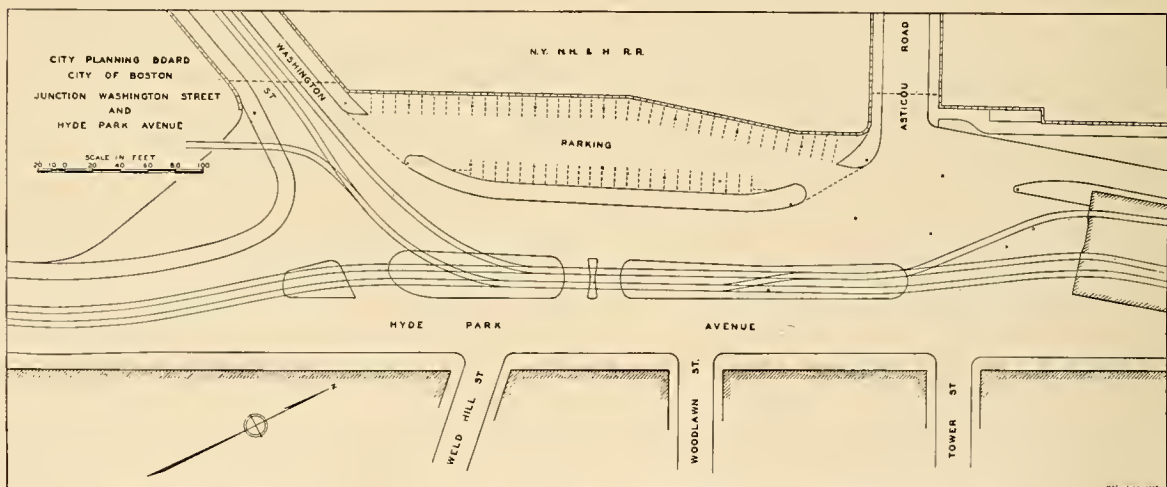 CITY PLANNING BOARD
CITY OF BOSTON
JUNCTION WASHINGTON STREET
AND
HYDE PARK AVENUE
SCALE IN FEET
20 10 0 20 40 60 80 100
WASHINGTON
ST
N.Y. N.H. & H R.R.
ASTICOU ROAD
PARKING
HYDE PARK AVENUE
WELD HILL ST
WOODLAWN ST.
TOWER ST